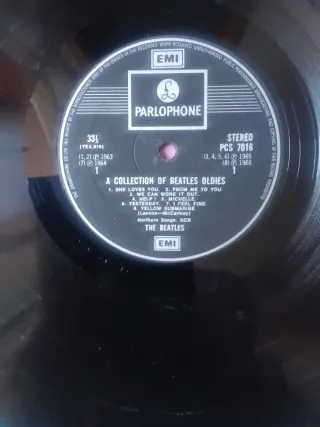 EMI
PARLOPHONE
33⅓
(YEX.619)
STEREO
PCS 7016
(1, 2) ℗ 1963
(7) ℗ 1964
(3, 4, 5, 6) ℗ 1965
(8) ℗ 1966
1
1
A COLLECTION OF BEATLES OLDIES
1. SHE LOVES YOU. 2. FROM ME TO YOU
3. WE CAN WORK IT OUT.
4. HELP! 5. MICHELLE.
6. YESTERDAY. 7. I FEEL FINE.
8. YELLOW SUBMARINE
(Lennon—McCartney)
Northern Songs. NCB
THE BEATLES
EMI